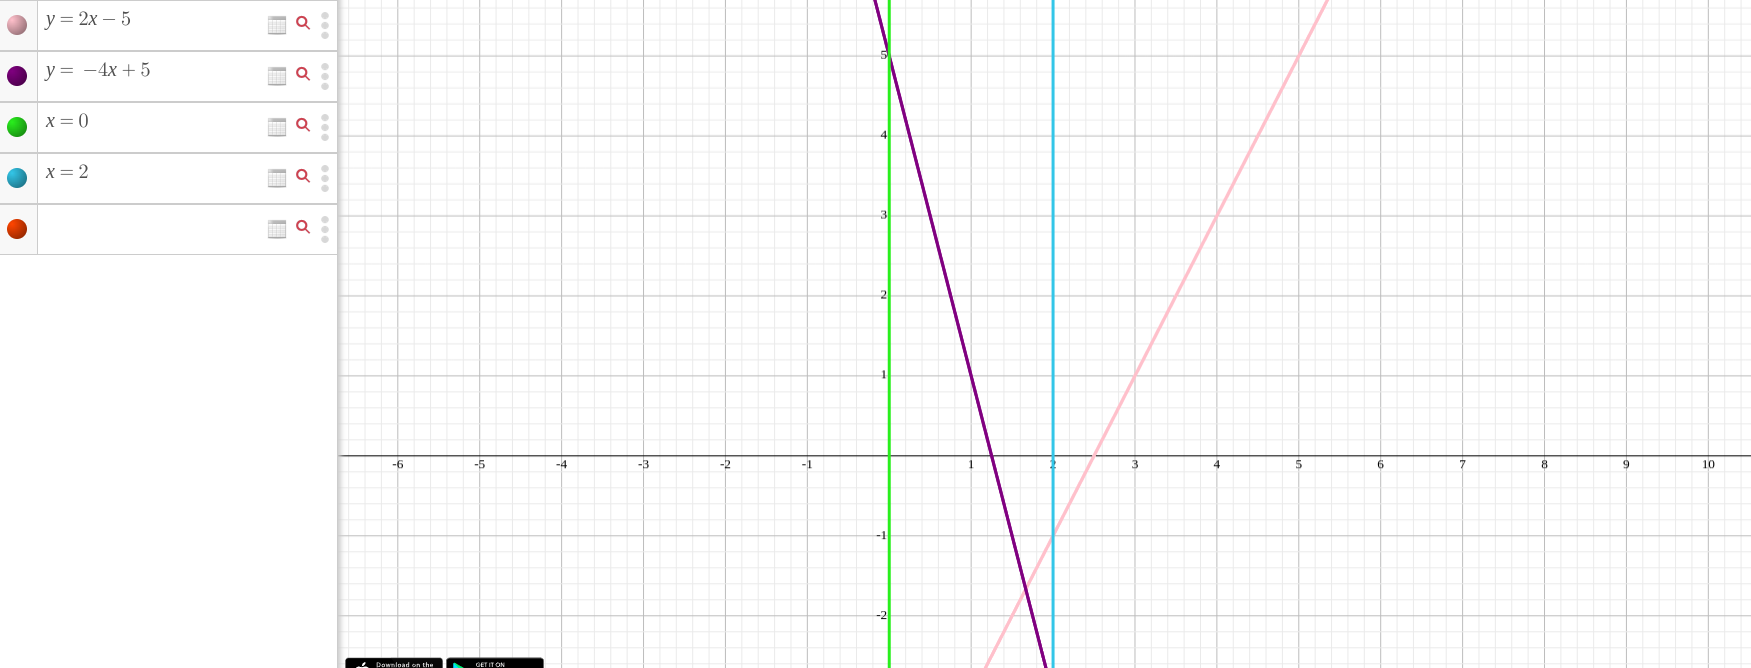 y = 2x − 5
y = −4x + 5
x = 0
x = 2
5
4
3
2
1
-6 -5 -4 -3 -2 -1 1 2 3 4 5 6 7 8 9 10
-1
-2
Download on the GET IT ON